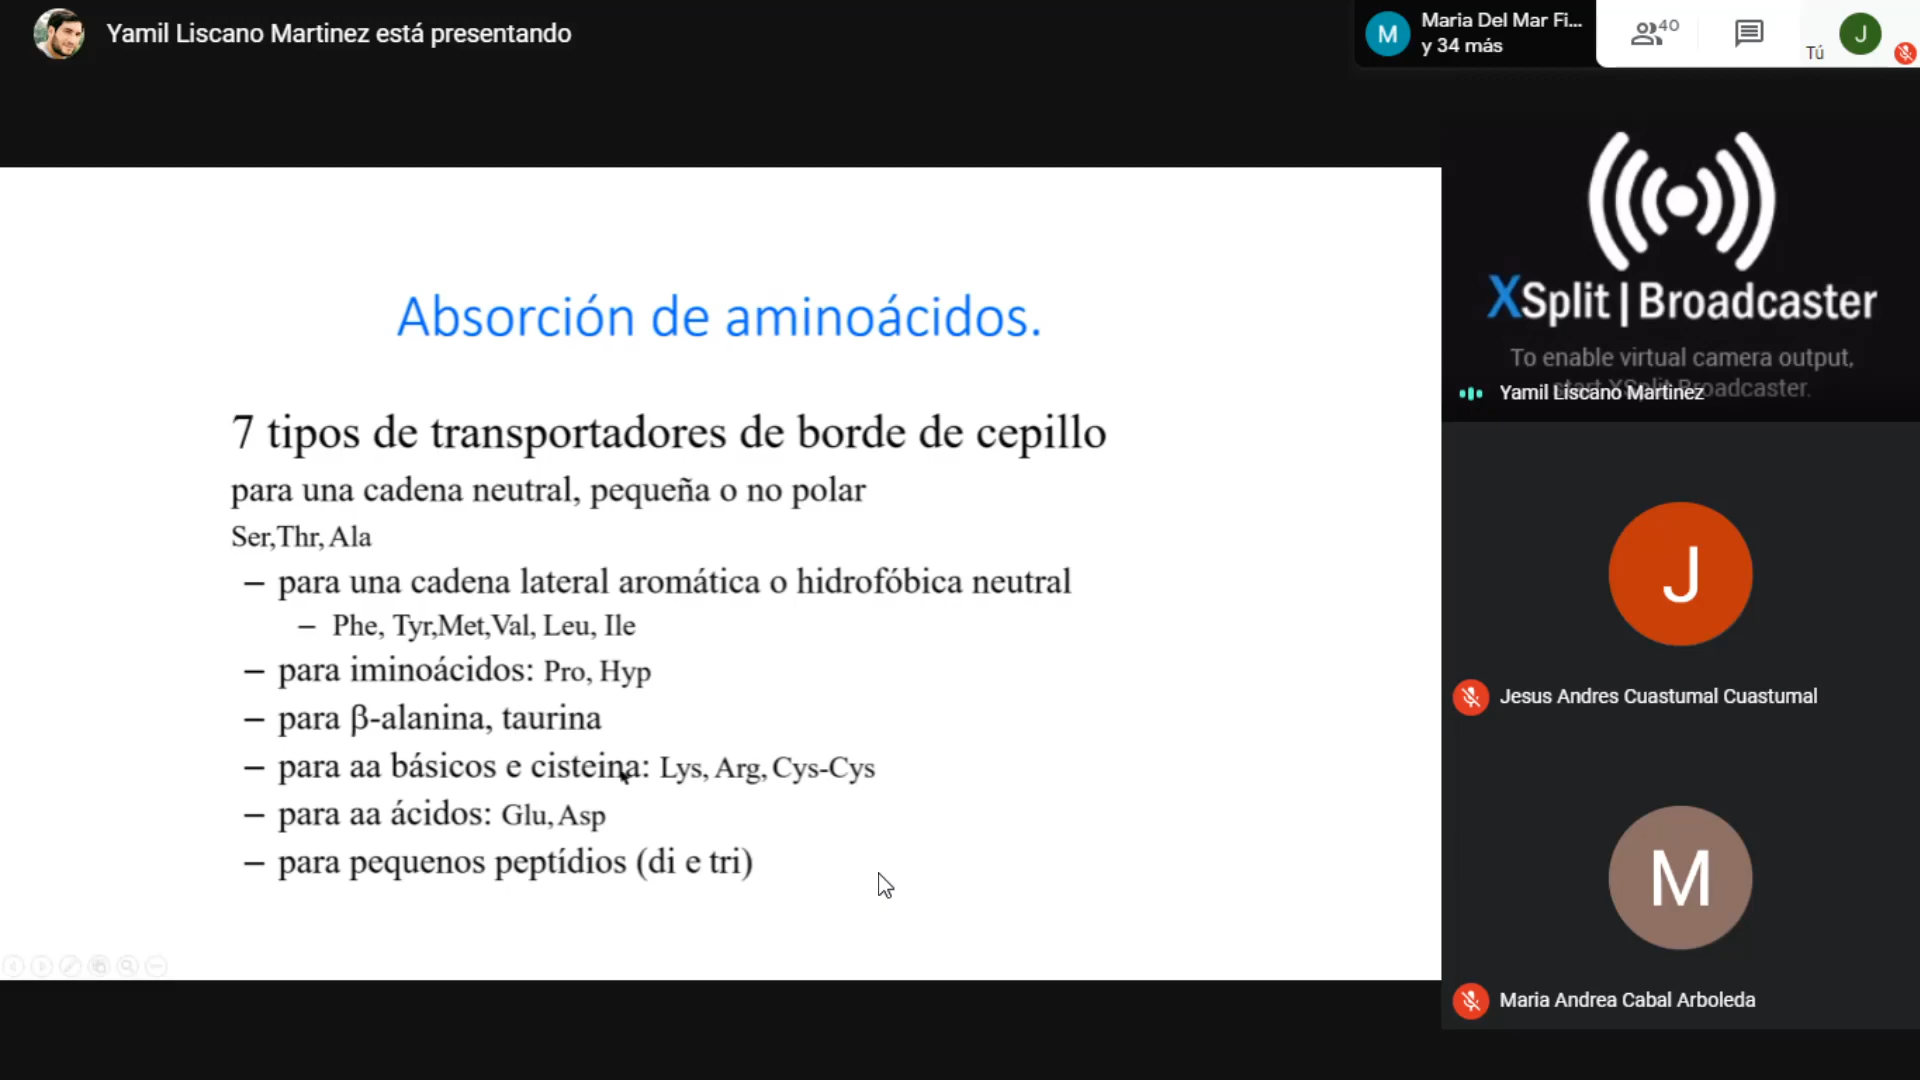 Yamil Liscano Martinez está presentando
M
Maria Del Mar Fi...
y 34 más
40
Tú
J
Absorción de aminoácidos.
7 tipos de transportadores de borde de cepillo
para una cadena neutral, pequeña o no polar
Ser,Thr, Ala
– para una cadena lateral aromática o hidrofóbica neutral
– Phe, Tyr,Met,Val, Leu, Ile
– para iminoácidos: Pro, Hyp
– para β-alanina, taurina
– para aa básicos e cisteina: Lys, Arg, Cys-Cys
– para aa ácidos: Glu, Asp
– para pequenos peptídios (di e tri)
XSplit | Broadcaster
To enable virtual camera output,
start XSplit Broadcaster.
Yamil Liscano Martinez
J
Jesus Andres Cuastumal Cuastumal
M
Maria Andrea Cabal Arboleda